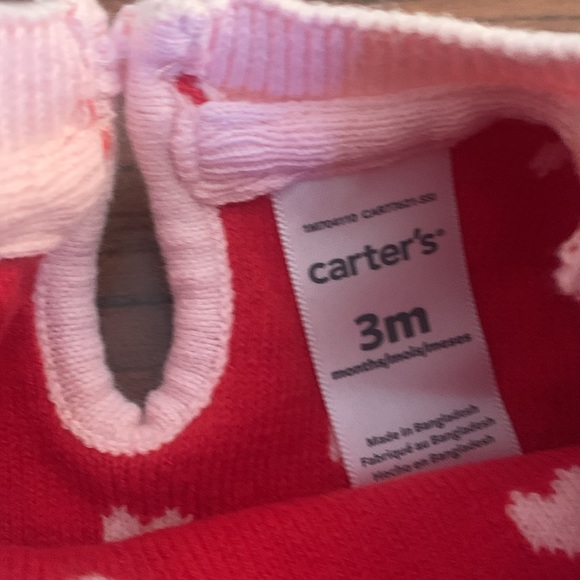 carter's®
3m
months/mois/meses
Made in Bangladesh
Fabriqué au Bangladesh
Hecho en Bangladesh